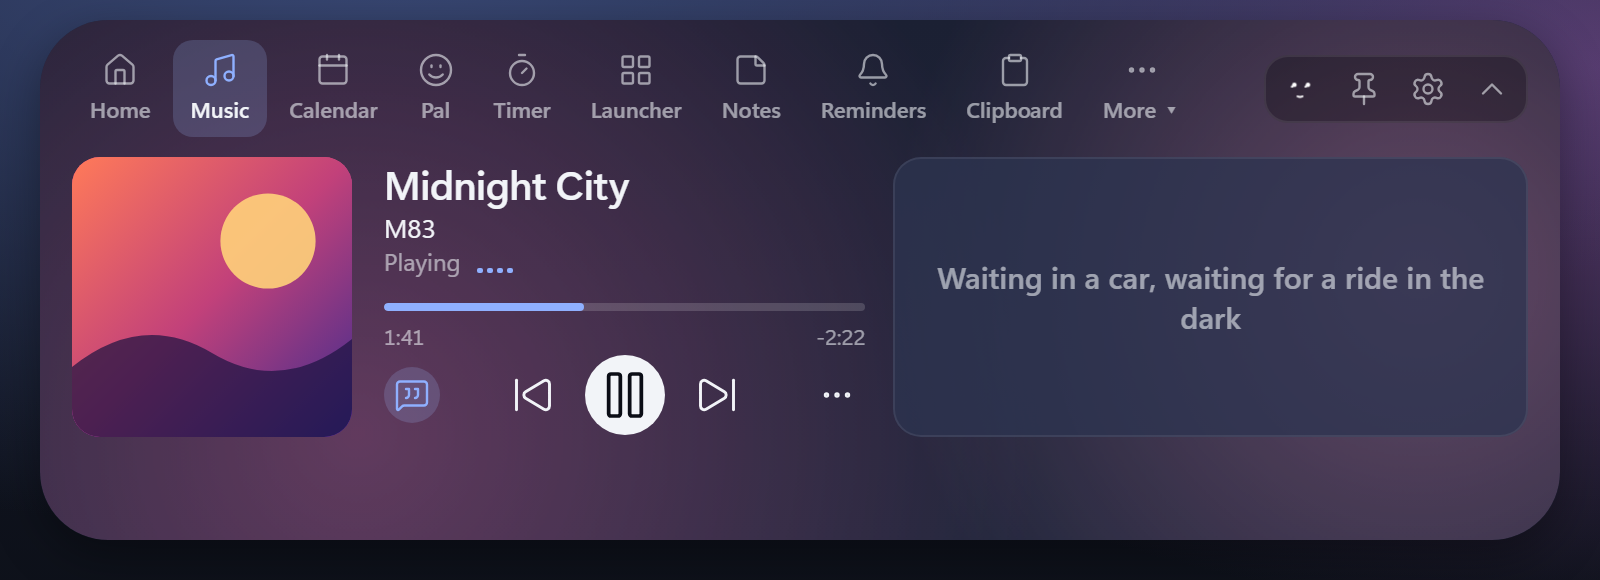 Home
Music
Calendar
Pal
Timer
Launcher
Notes
Reminders
Clipboard
More
Midnight City
M83
Playing
1:41
-2:22
Waiting in a car, waiting for a ride in the
dark